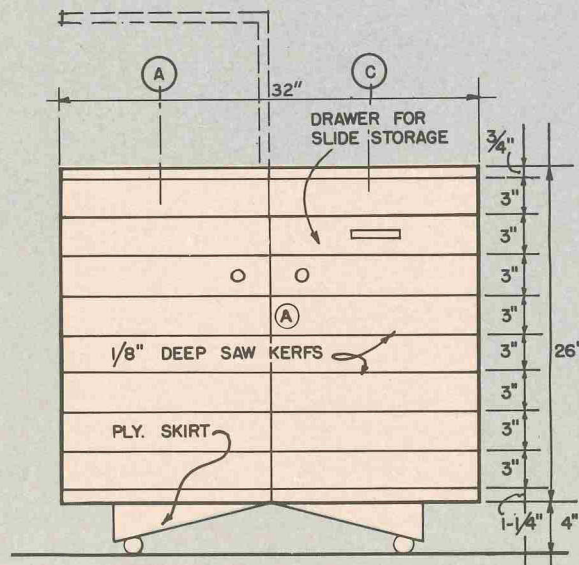 A
C
32"
DRAWER FOR
SLIDE STORAGE
3/4"
3"
3"
3"
A
3"
1/8" DEEP SAW KERFS
3"
26"
3"
3"
PLY. SKIRT
3"
1-1/4"
4"